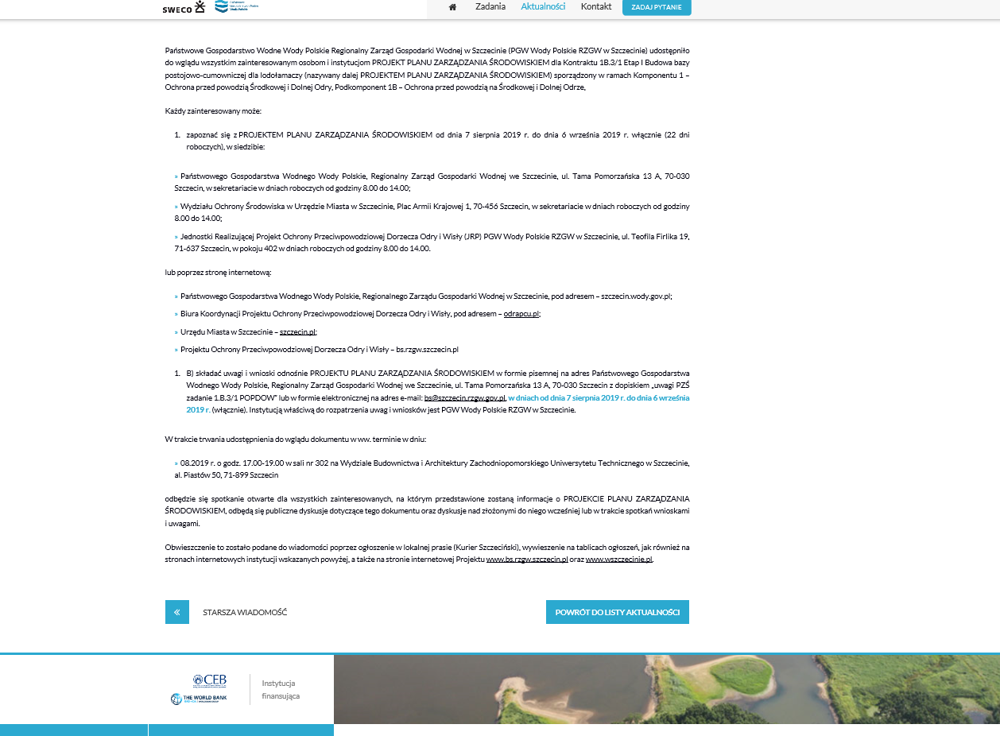 SWECO
Zadania Aktualności Kontakt ZADAJ PYTANIE
Państwowe Gospodarstwo Wodne Wody Polskie Regionalny Zarząd Gospodarki Wodnej w Szczecinie (PGW Wody Polskie RZGW w Szczecinie) udostępniło
do wglądu wszystkim zainteresowanym osobom i instytucjom PROJEKT PLANU ZARZĄDZANIA ŚRODOWISKIEM dla Kontraktu 1B.3/1 Etap I Budowa bazy
postojowo-cumowniczej dla lodołamaczy (nazywany dalej PROJEKTEM PLANU ZARZĄDZANIA ŚRODOWISKIEM) sporządzony w ramach Komponentu 1 –
Ochrona przed powodzią Środkowej i Dolnej Odry, Podkomponent 1B – Ochrona przed powodzią na Środkowej i Dolnej Odrze,
Każdy zainteresowany może:
1. zapoznać się z PROJEKTEM PLANU ZARZĄDZANIA ŚRODOWISKIEM od dnia 7 sierpnia 2019 r. do dnia 6 września 2019 r. włącznie (22 dni
roboczych), w siedzibie:
» Państwowego Gospodarstwa Wodnego Wody Polskie, Regionalny Zarząd Gospodarki Wodnej we Szczecinie, ul. Tama Pomorzańska 13 A, 70-030
Szczecin, w sekretariacie w dniach roboczych od godziny 8.00 do 14.00;
» Wydziału Ochrony Środowiska w Urzędzie Miasta w Szczecinie, Plac Armii Krajowej 1, 70-456 Szczecin, w sekretariacie w dniach roboczych od godziny
8.00 do 14.00;
» Jednostki Realizującej Projekt Ochrony Przeciwpowodziowej Dorzecza Odry i Wisły (JRP) PGW Wody Polskie RZGW w Szczecinie, ul. Teofila Firlika 19,
71-637 Szczecin, w pokoju 402 w dniach roboczych od godziny 8.00 do 14.00.
lub poprzez stronę internetową:
» Państwowego Gospodarstwa Wodnego Wody Polskie, Regionalnego Zarządu Gospodarki Wodnej w Szczecinie, pod adresem – szczecin.wody.gov.pl;
» Biura Koordynacji Projektu Ochrony Przeciwpowodziowej Dorzecza Odry i Wisły, pod adresem – odrapcu.pl;
» Urzędu Miasta w Szczecinie – szczecin.pl;
» Projektu Ochrony Przeciwpowodziowej Dorzecza Odry i Wisły – bs.rzgw.szczecin.pl
1. B) składać uwagi i wnioski odnośnie PROJEKTU PLANU ZARZĄDZANIA ŚRODOWISKIEM w formie pisemnej na adres Państwowego Gospodarstwa
Wodnego Wody Polskie, Regionalny Zarząd Gospodarki Wodnej we Szczecinie, ul. Tama Pomorzańska 13 A, 70-030 Szczecin z dopiskiem „uwagi PZŚ
zadanie 1.B.3/1 POPDOW” lub w formie elektronicznej na adres e-mail: bs@szczecin.rzgw.gov.pl, w dniach od dnia 7 sierpnia 2019 r. do dnia 6 września
2019 r. (włącznie). Instytucją właściwą do rozpatrzenia uwag i wniosków jest PGW Wody Polskie RZGW w Szczecinie.
W trakcie trwania udostępnienia do wglądu dokumentu w ww. terminie w dniu:
» 08.2019 r. o godz. 17.00-19.00 w sali nr 302 na Wydziale Budownictwa i Architektury Zachodniopomorskiego Uniwersytetu Technicznego w Szczecinie,
al. Piastów 50, 71-899 Szczecin
odbędzie się spotkanie otwarte dla wszystkich zainteresowanych, na którym przedstawione zostaną informacje o PROJEKCIE PLANU ZARZĄDZANIA
ŚRODOWISKIEM, odbędą się publiczne dyskusje dotyczące tego dokumentu oraz dyskusje nad złożonymi do niego wcześniej lub w trakcie spotkań wnioskami
i uwagami.
Obwieszczenie to zostało podane do wiadomości poprzez ogłoszenie w lokalnej prasie (Kurier Szczeciński), wywieszenie na tablicach ogłoszeń, jak również na
stronach internetowych instytucji wskazanych powyżej, a także na stronie internetowej Projektu www.bs.rzgw.szczecin.pl oraz www.wszczecinie.pl.
« STARSZA WIADOMOŚĆ POWRÓT DO LISTY AKTUALNOŚCI
CEB
THE WORLD BANK
Instytucja
finansująca